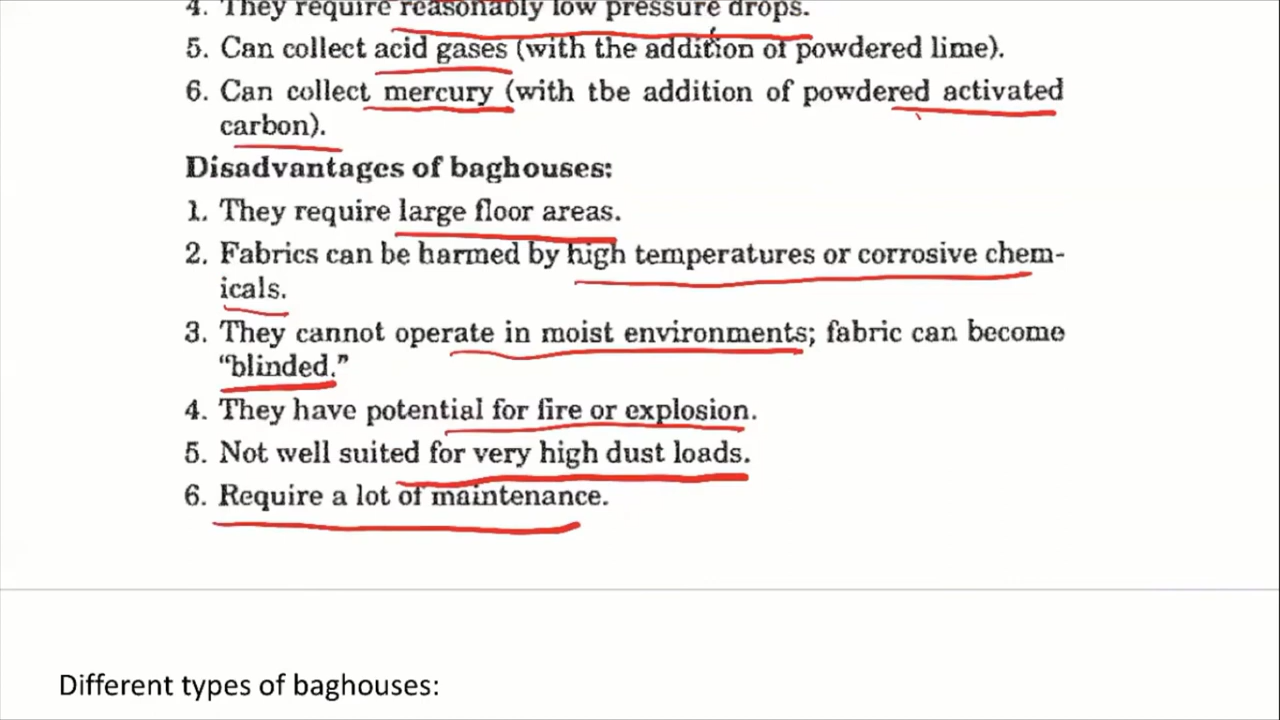 4. They require reasonably low pressure drops.
5. Can collect acid gases (with the addition of powdered lime).
6. Can collect mercury (with tbe addition of powdered activated
carbon).
Disadvantages of baghouses:
1. They require large floor areas.
2. Fabrics can be harmed by high temperatures or corrosive chem-
icals.
3. They cannot operate in moist environments; fabric can become
“blinded.”
4. They have potential for fire or explosion.
5. Not well suited for very high dust loads.
6. Require a lot of maintenance.
Different types of baghouses: